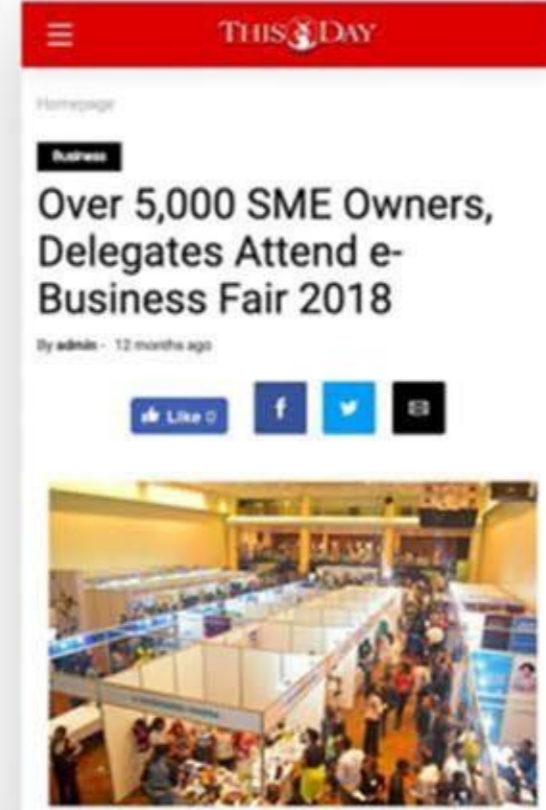 THISDAY
Homepage
Business
Over 5,000 SME Owners,
Delegates Attend e-
Business Fair 2018
By admin - 12 months ago
Like 0
f